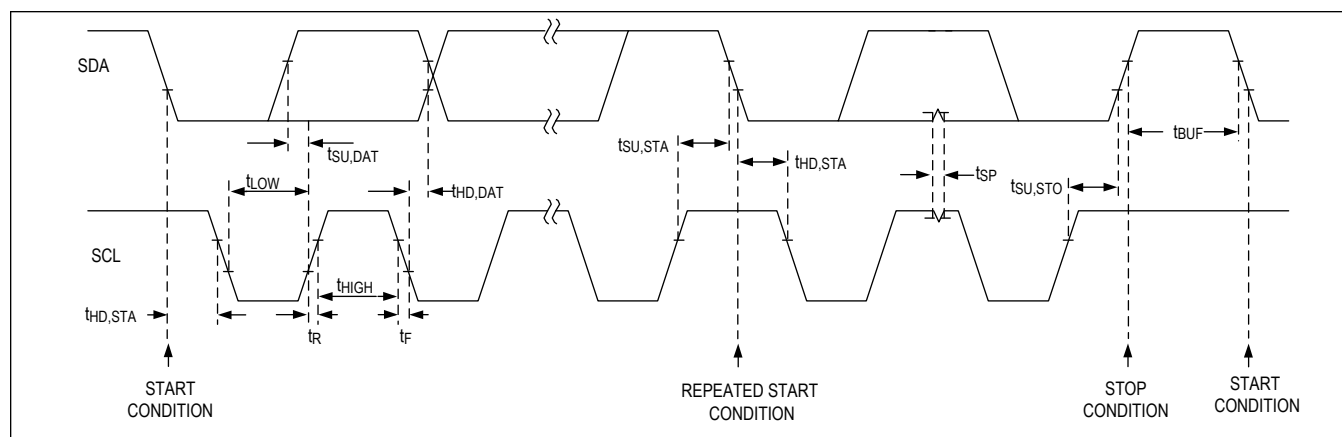 SDA
tSU,DAT
tLOW
tHD,DAT
tSU,STA
tHD,STA
tSP
tSU,STO
tBUF
SCL
tHD,STA
tR
tHIGH
tF
START
CONDITION
REPEATED START
CONDITION
STOP
CONDITION
START
CONDITION